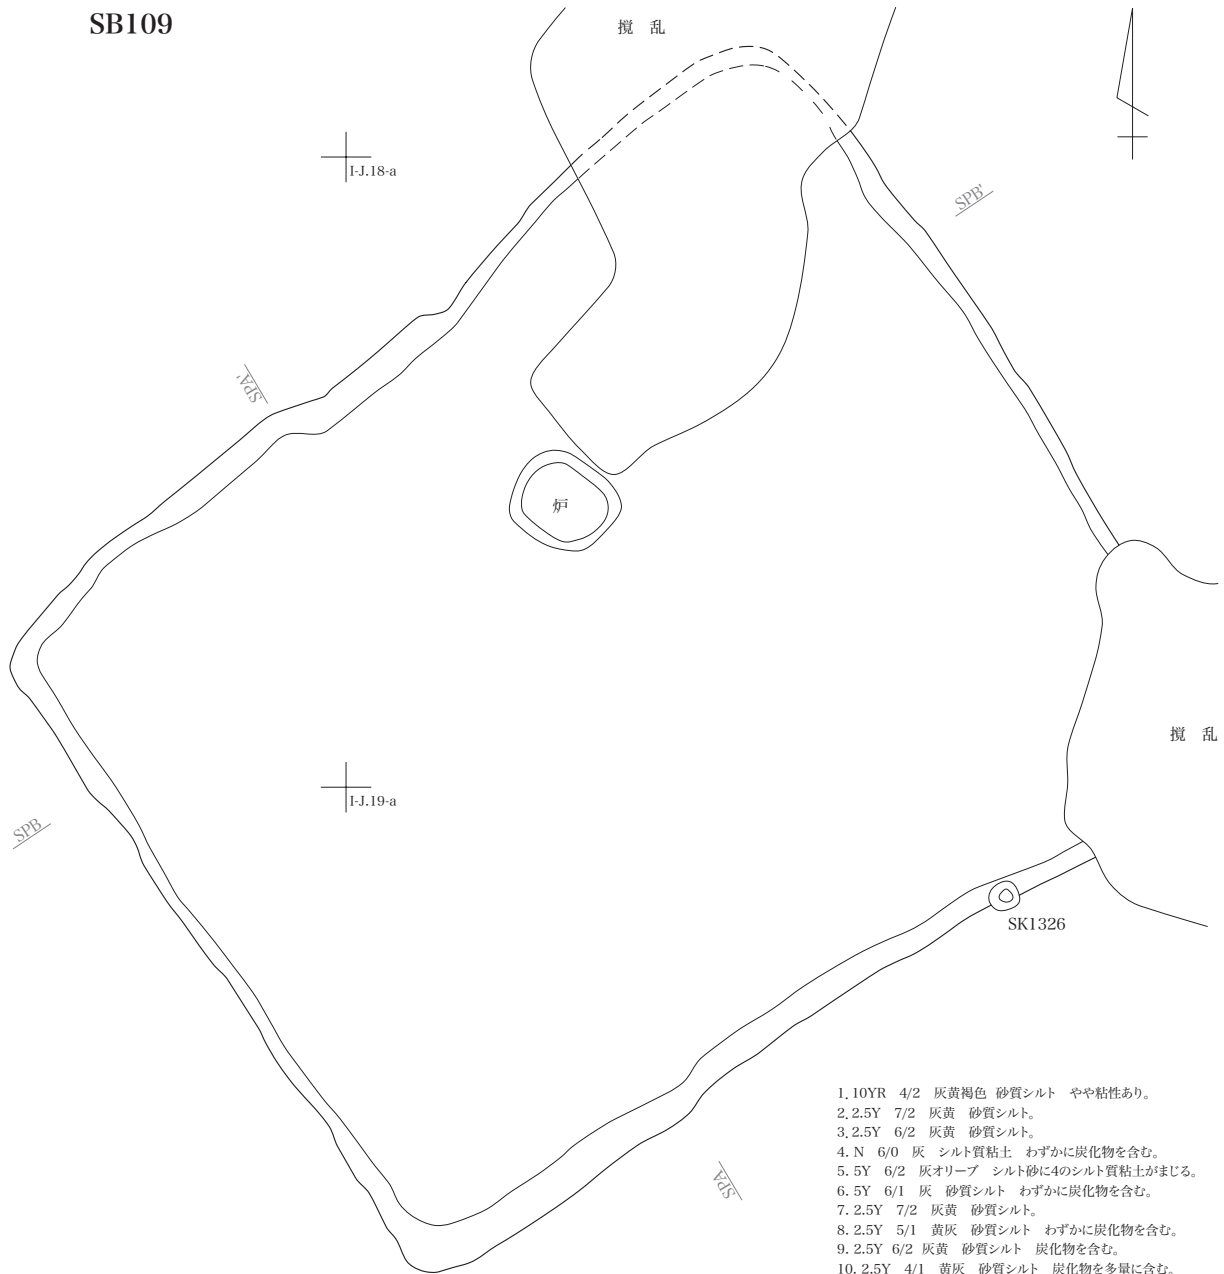 SB109
攪 乱
I-J.18-a
SPB'
SPA'
炉
攪 乱
I-J.19-a
SPB
SK1326
SPA
1. 10YR 4/2 灰黄褐色 砂質シルト やや粘性あり。
2. 2.5Y 7/2 灰黄 砂質シルト。
3. 2.5Y 6/2 灰黄 砂質シルト。
4. N 6/0 灰 シルト質粘土 わずかに炭化物を含む。
5. 5Y 6/2 灰オリーブ シルト砂に4のシルト質粘土がまじる。
6. 5Y 6/1 灰 砂質シルト わずかに炭化物を含む。
7. 2.5Y 7/2 灰黄 砂質シルト。
8. 2.5Y 5/1 黄灰 砂質シルト わずかに炭化物を含む。
9. 2.5Y 6/2 灰黄 砂質シルト 炭化物を含む。
10. 2.5Y 4/1 黄灰 砂質シルト 炭化物を多量に含む。